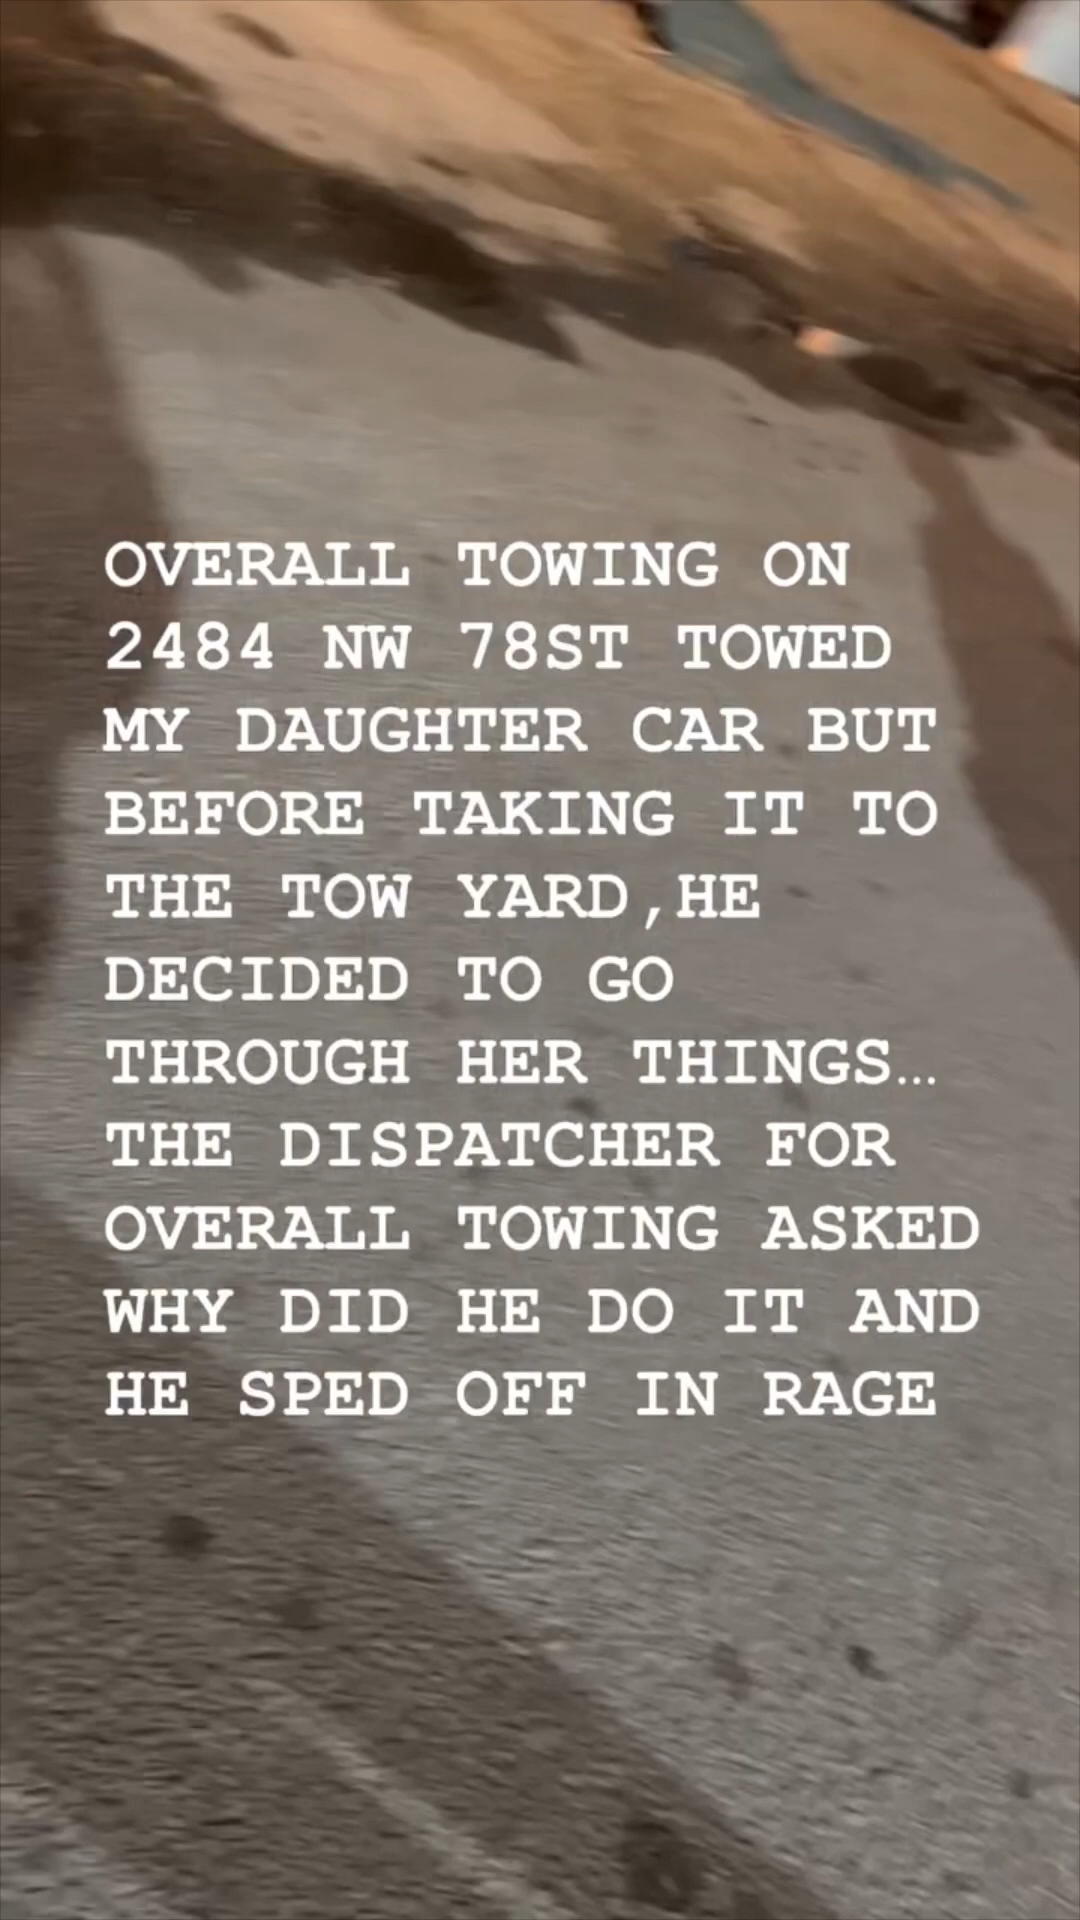 OVERALL TOWING ON
2484 NW 78ST TOWED
MY DAUGHTER CAR BUT
BEFORE TAKING IT TO
THE TOW YARD,HE
DECIDED TO GO
THROUGH HER THINGS…
THE DISPATCHER FOR
OVERALL TOWING ASKED
WHY DID HE DO IT AND
HE SPED OFF IN RAGE